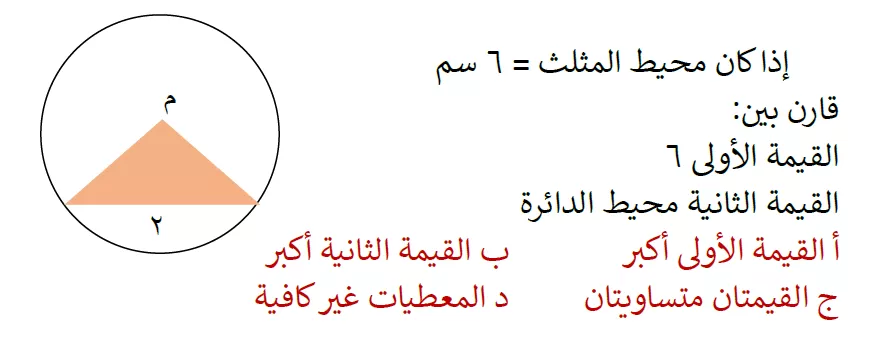 إذا كان محيط المثلث = ٦ سم
قارن بين:
القيمة الأولى ٦
القيمة الثانية محيط الدائرة
أ القيمة الأولى أكبر ب القيمة الثانية أكبر
ج القيمتان متساويتان د المعطيات غير كافية
م
٢